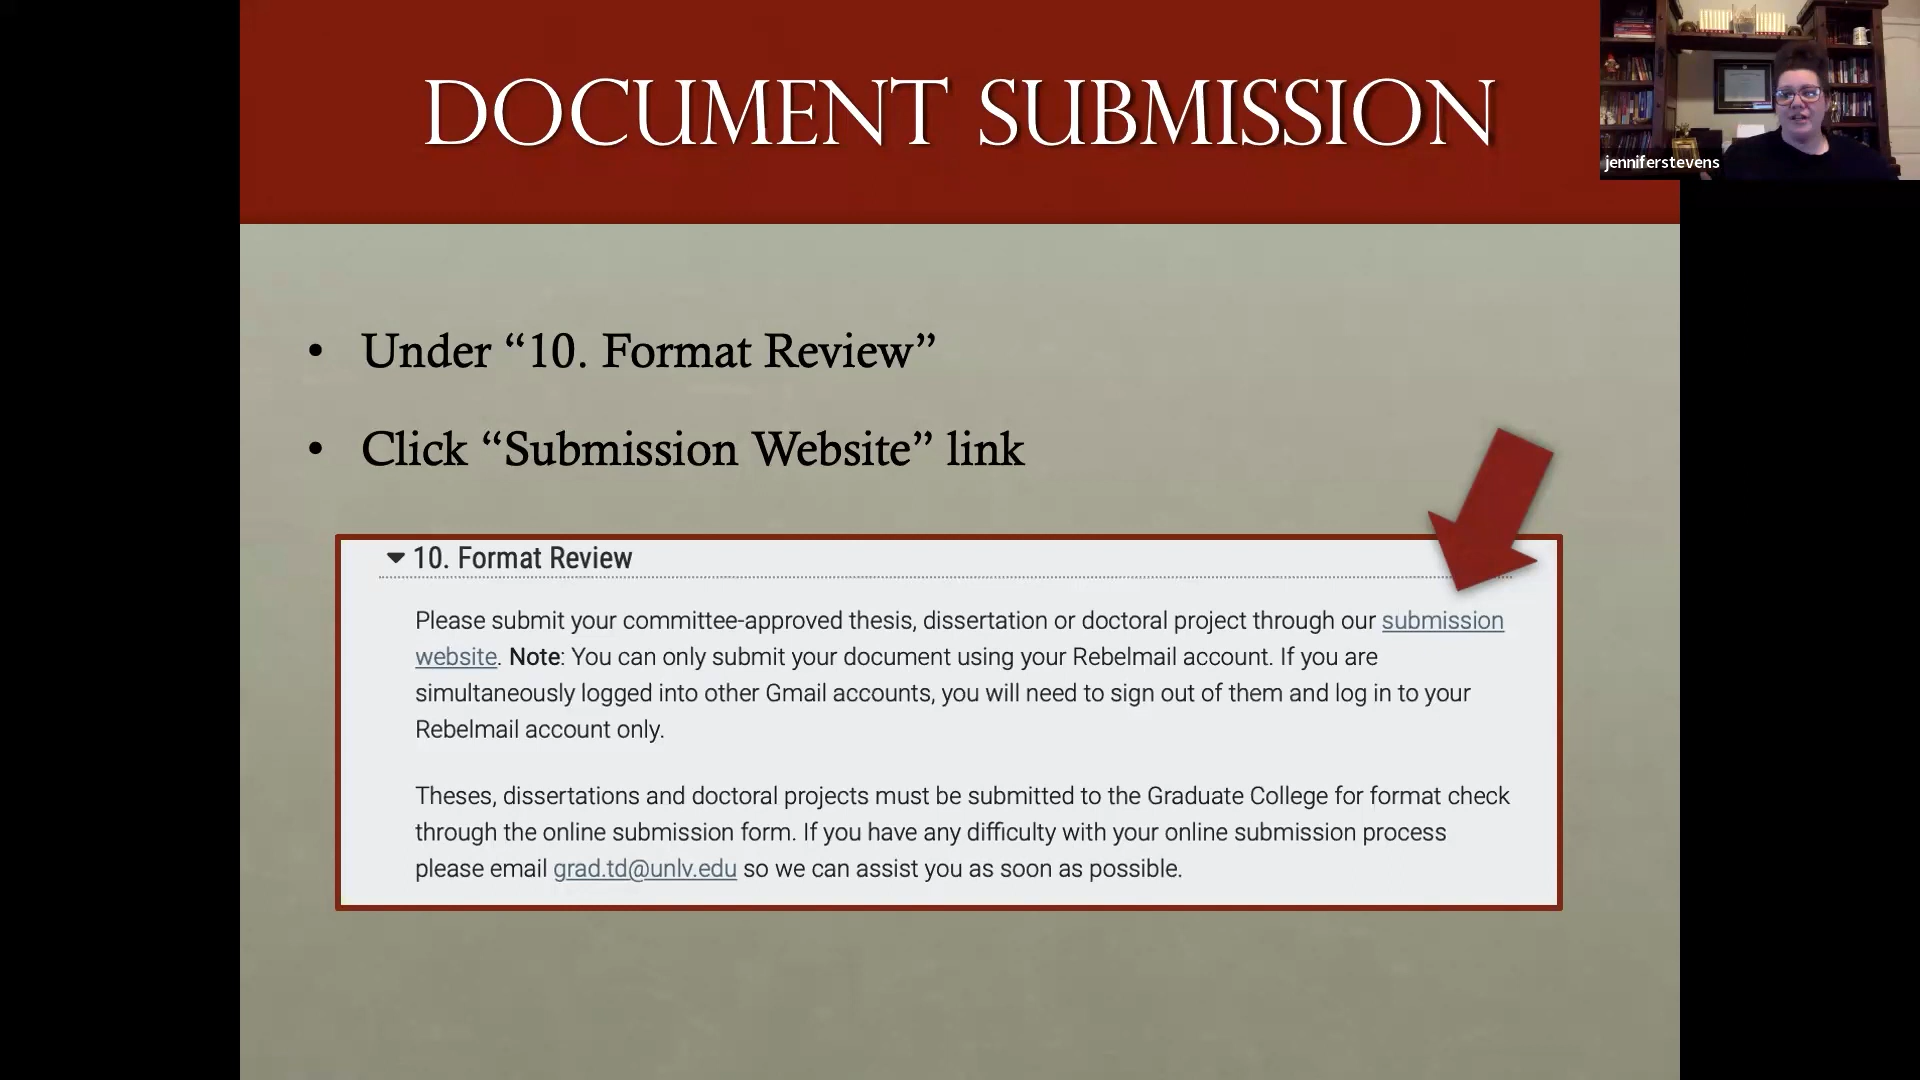 DOCUMENT SUBMISSION
jenniferstevens
• Under “10. Format Review”
• Click “Submission Website” link
10. Format Review
Please submit your committee-approved thesis, dissertation or doctoral project through our submission
website. Note: You can only submit your document using your Rebelmail account. If you are
simultaneously logged into other Gmail accounts, you will need to sign out of them and log in to your
Rebelmail account only.
Theses, dissertations and doctoral projects must be submitted to the Graduate College for format check
through the online submission form. If you have any difficulty with your online submission process
please email grad.td@unlv.edu so we can assist you as soon as possible.